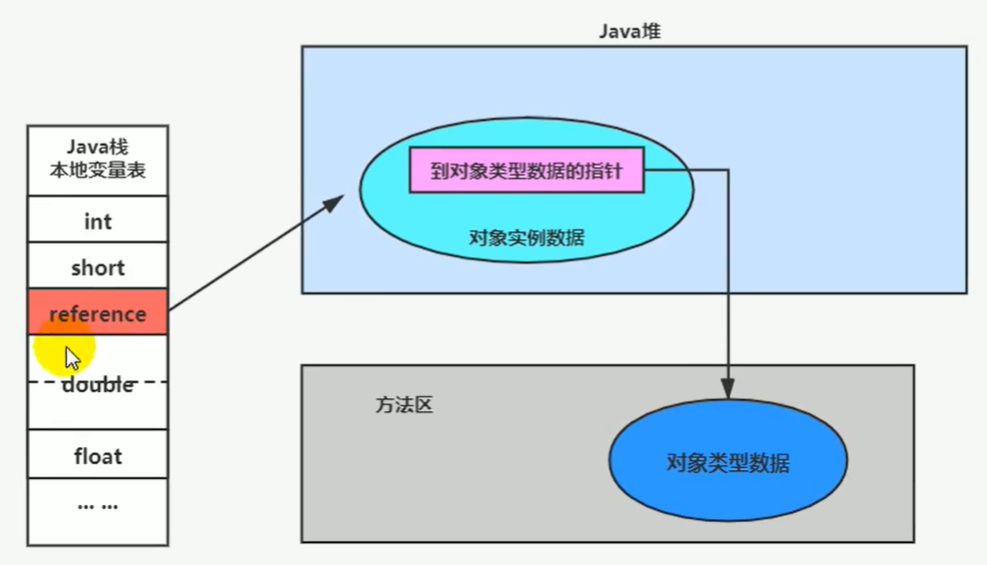 Java堆
Java栈
本地变量表
int
short
reference
double
float
... ...
到对象类型数据的指针
对象实例数据
方法区
对象类型数据